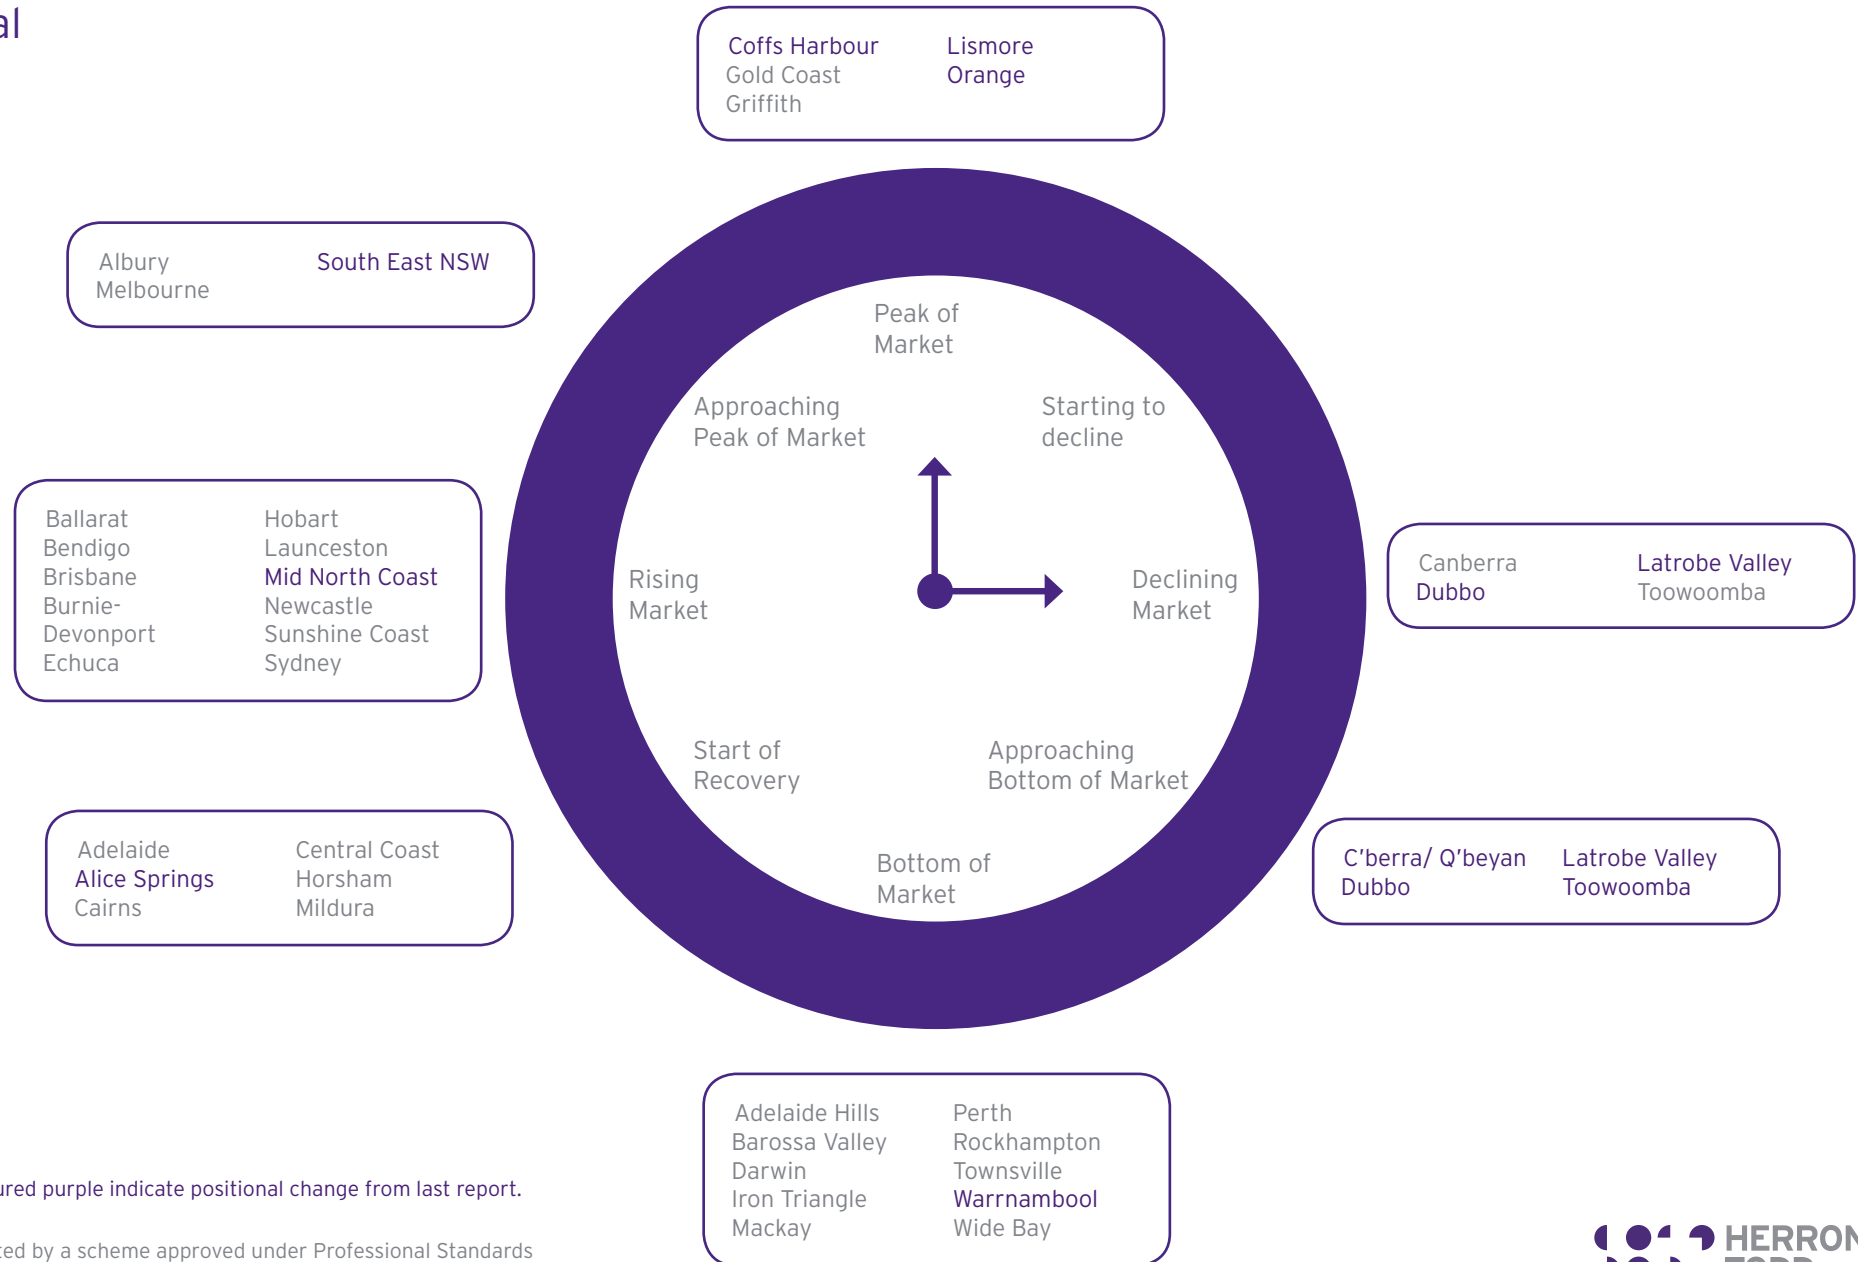 al
Coffs Harbour
Gold Coast
Griffith
Lismore
Orange
Albury
Melbourne
South East NSW
Peak of
Market
Approaching
Peak of Market
Starting to
decline
Ballarat
Bendigo
Brisbane
Burnie-
Devonport
Echuca
Hobart
Launceston
Mid North Coast
Newcastle
Sunshine Coast
Sydney
Rising
Market
Declining
Market
Canberra
Dubbo
Latrobe Valley
Toowoomba
Start of
Recovery
Approaching
Bottom of Market
Adelaide
Alice Springs
Cairns
Central Coast
Horsham
Mildura
Bottom of
Market
C'berra/ Q'beyan
Dubbo
Latrobe Valley
Toowoomba
Adelaide Hills
Barossa Valley
Darwin
Iron Triangle
Mackay
Perth
Rockhampton
Townsville
Warrnambool
Wide Bay
ured purple indicate positional change from last report.
ted by a scheme approved under Professional Standards
HERRON